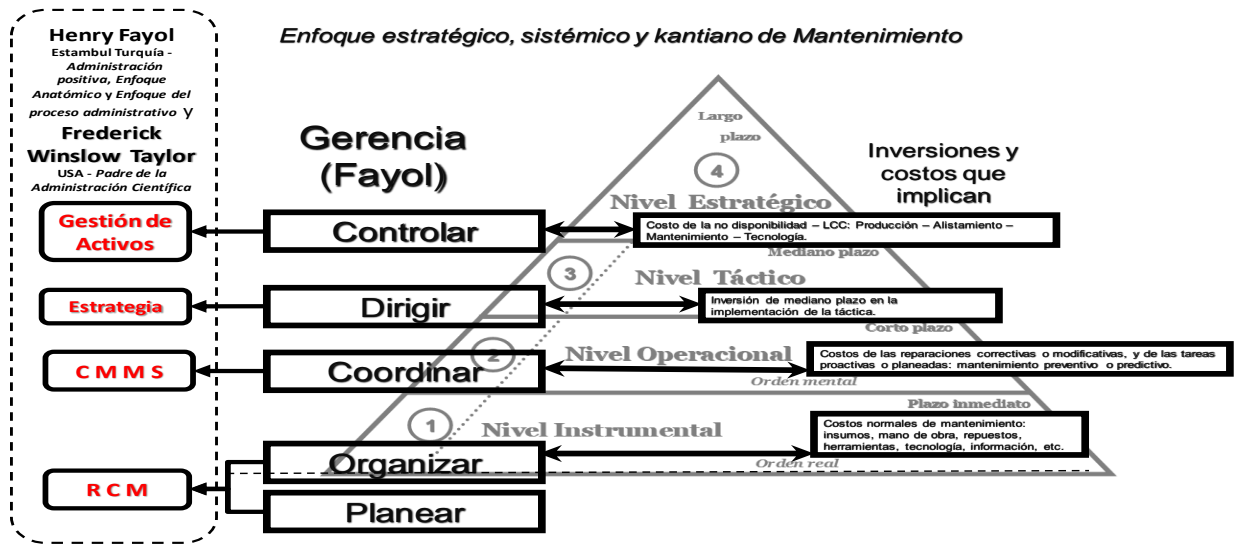 Henry Fayol
Estambul Turquía -
Administración
positiva, Enfoque
Anatómico y Enfoque del
proceso administrativo y
Frederick
Winslow Taylor
USA - Padre de la
Administración Científica
Gestión de
Activos
Estrategia
C M M S
R C M
Enfoque estratégico, sistémico y kantiano de Mantenimiento
Gerencia
(Fayol)
Controlar
Dirigir
Coordinar
Organizar
Planear
Largo
plazo
4
Nivel Estratégico
Mediano plazo
3
Nivel Táctico
Corto plazo
2
Nivel Operacional
Orden mental
Plazo inmediato
1
Nivel Instrumental
Orden real
Inversiones y
costos que
implican
Costo de la no disponibilidad – LCC: Producción – Alistamiento –
Mantenimiento – Tecnología.
Inversión de mediano plazo en la
implementación de la táctica.
Costos de las reparaciones correctivas o modificativas, y de las tareas
proactivas o planeadas: mantenimiento preventivo o predictivo.
Costos normales de mantenimiento:
insumos, mano de obra, repuestos,
herramientas, tecnología, información, etc.